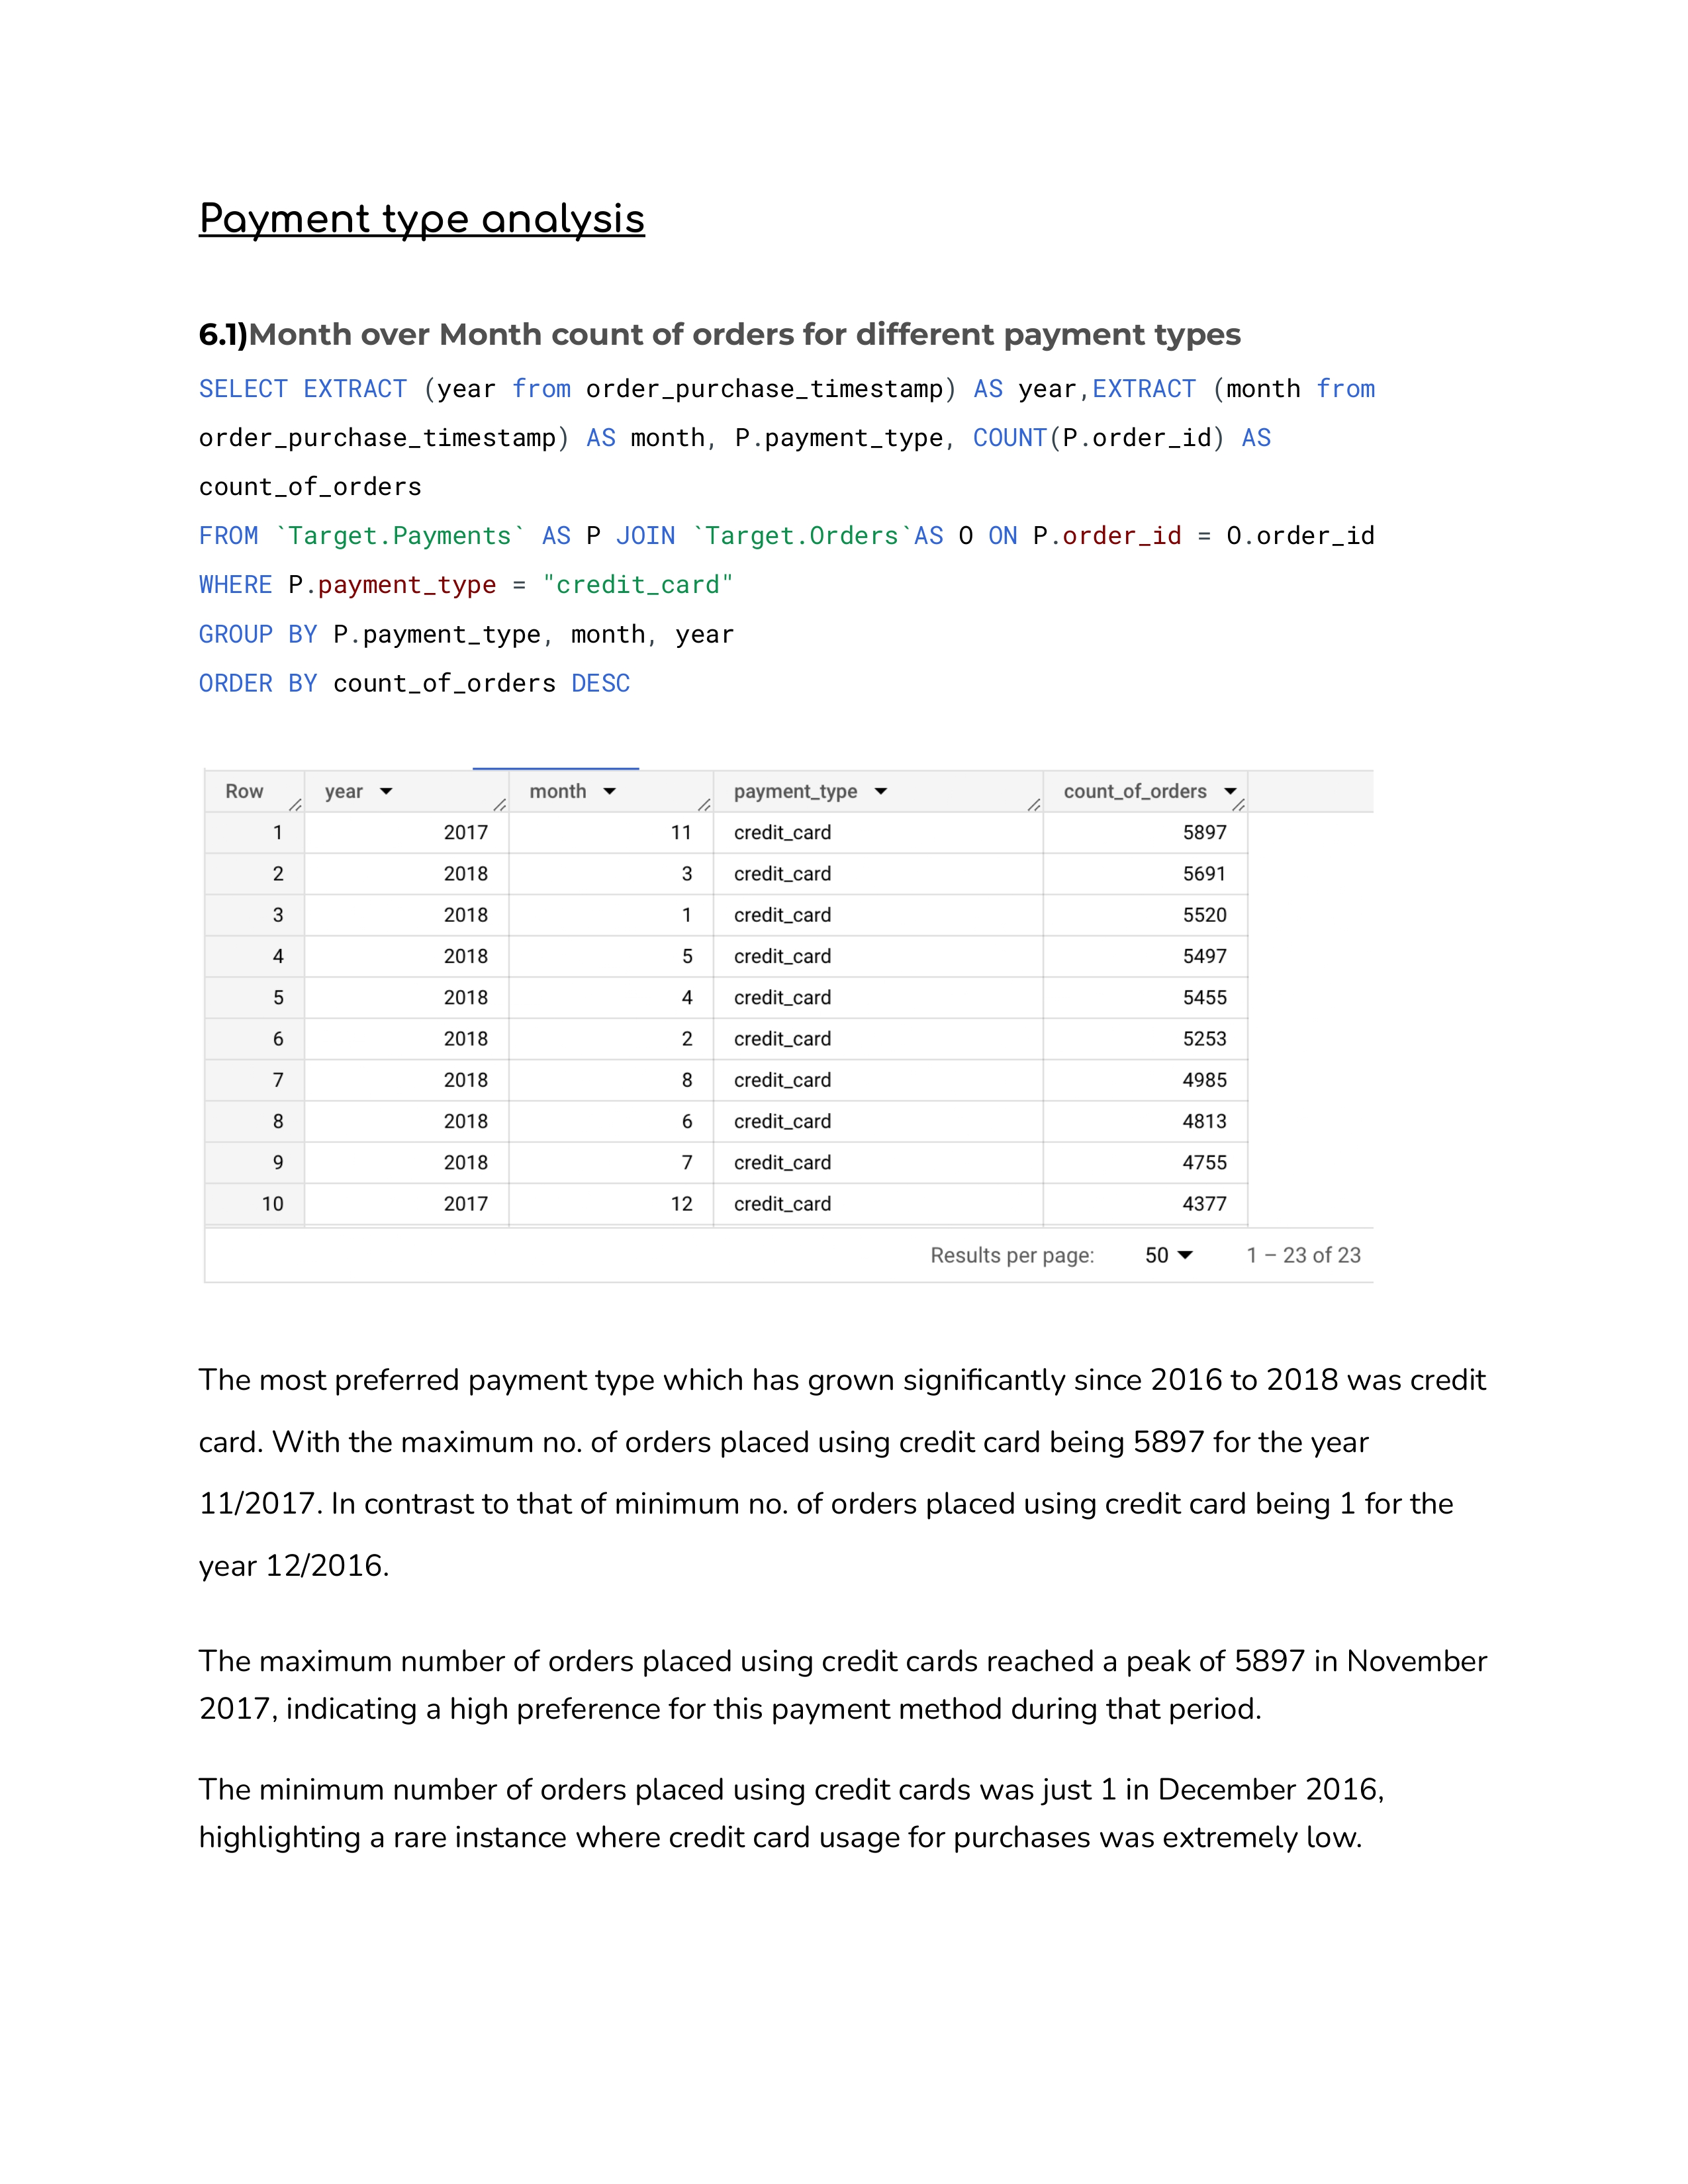 Payment type analysis
6.1)Month over Month count of orders for different payment types
SELECT EXTRACT (year from order_purchase_timestamp) AS year,EXTRACT (month from
order_purchase_timestamp) AS month, P.payment_type, COUNT(P.order_id) AS
count_of_orders
FROM `Target.Payments` AS P JOIN `Target.Orders`AS O ON P.order_id = O.order_id
WHERE P.payment_type = "credit_card"
GROUP BY P.payment_type, month, year
ORDER BY count_of_orders DESC
Row year month payment_type count_of_orders
1 2017 11 credit_card 5897
2 2018 3 credit_card 5691
3 2018 1 credit_card 5520
4 2018 5 credit_card 5497
5 2018 4 credit_card 5455
6 2018 2 credit_card 5253
7 2018 8 credit_card 4985
8 2018 6 credit_card 4813
9 2018 7 credit_card 4755
10 2017 12 credit_card 4377
Results per page: 50 1 – 23 of 23
The most preferred payment type which has grown significantly since 2016 to 2018 was credit
card. With the maximum no. of orders placed using credit card being 5897 for the year
11/2017. In contrast to that of minimum no. of orders placed using credit card being 1 for the
year 12/2016.
The maximum number of orders placed using credit cards reached a peak of 5897 in November
2017, indicating a high preference for this payment method during that period.
The minimum number of orders placed using credit cards was just 1 in December 2016,
highlighting a rare instance where credit card usage for purchases was extremely low.